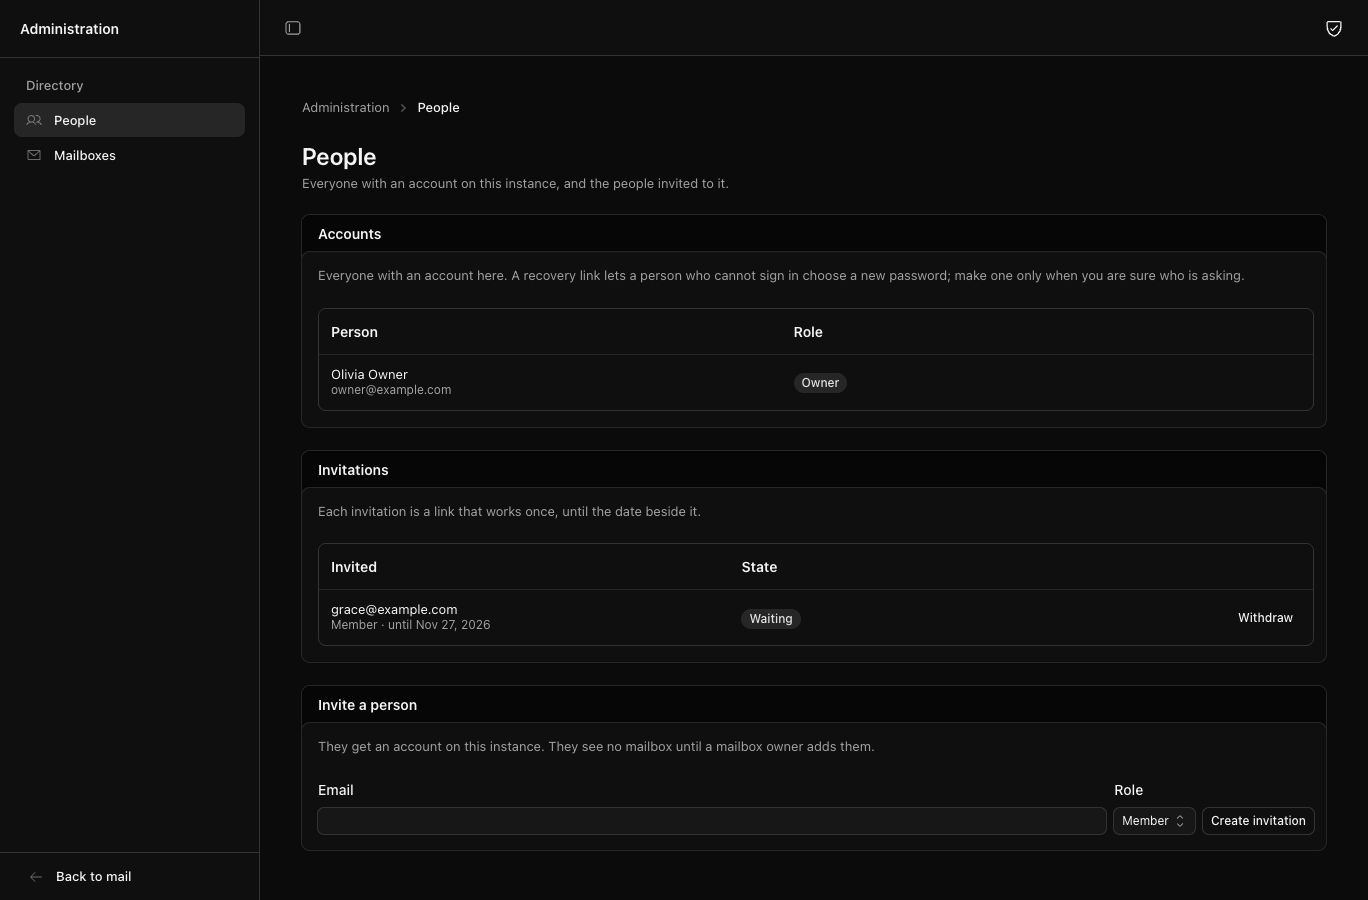 Administration
Directory
People
Mailboxes
Back to mail
Administration > People
People
Everyone with an account on this instance, and the people invited to it.
Accounts
Everyone with an account here. A recovery link lets a person who cannot sign in choose a new password; make one only when you are sure who is asking.
Person Role
Olivia Owner
owner@example.com
Owner
Invitations
Each invitation is a link that works once, until the date beside it.
Invited State
grace@example.com
Member · until Nov 27, 2026
Waiting
Withdraw
Invite a person
They get an account on this instance. They see no mailbox until a mailbox owner adds them.
Email Role
Member
Create invitation